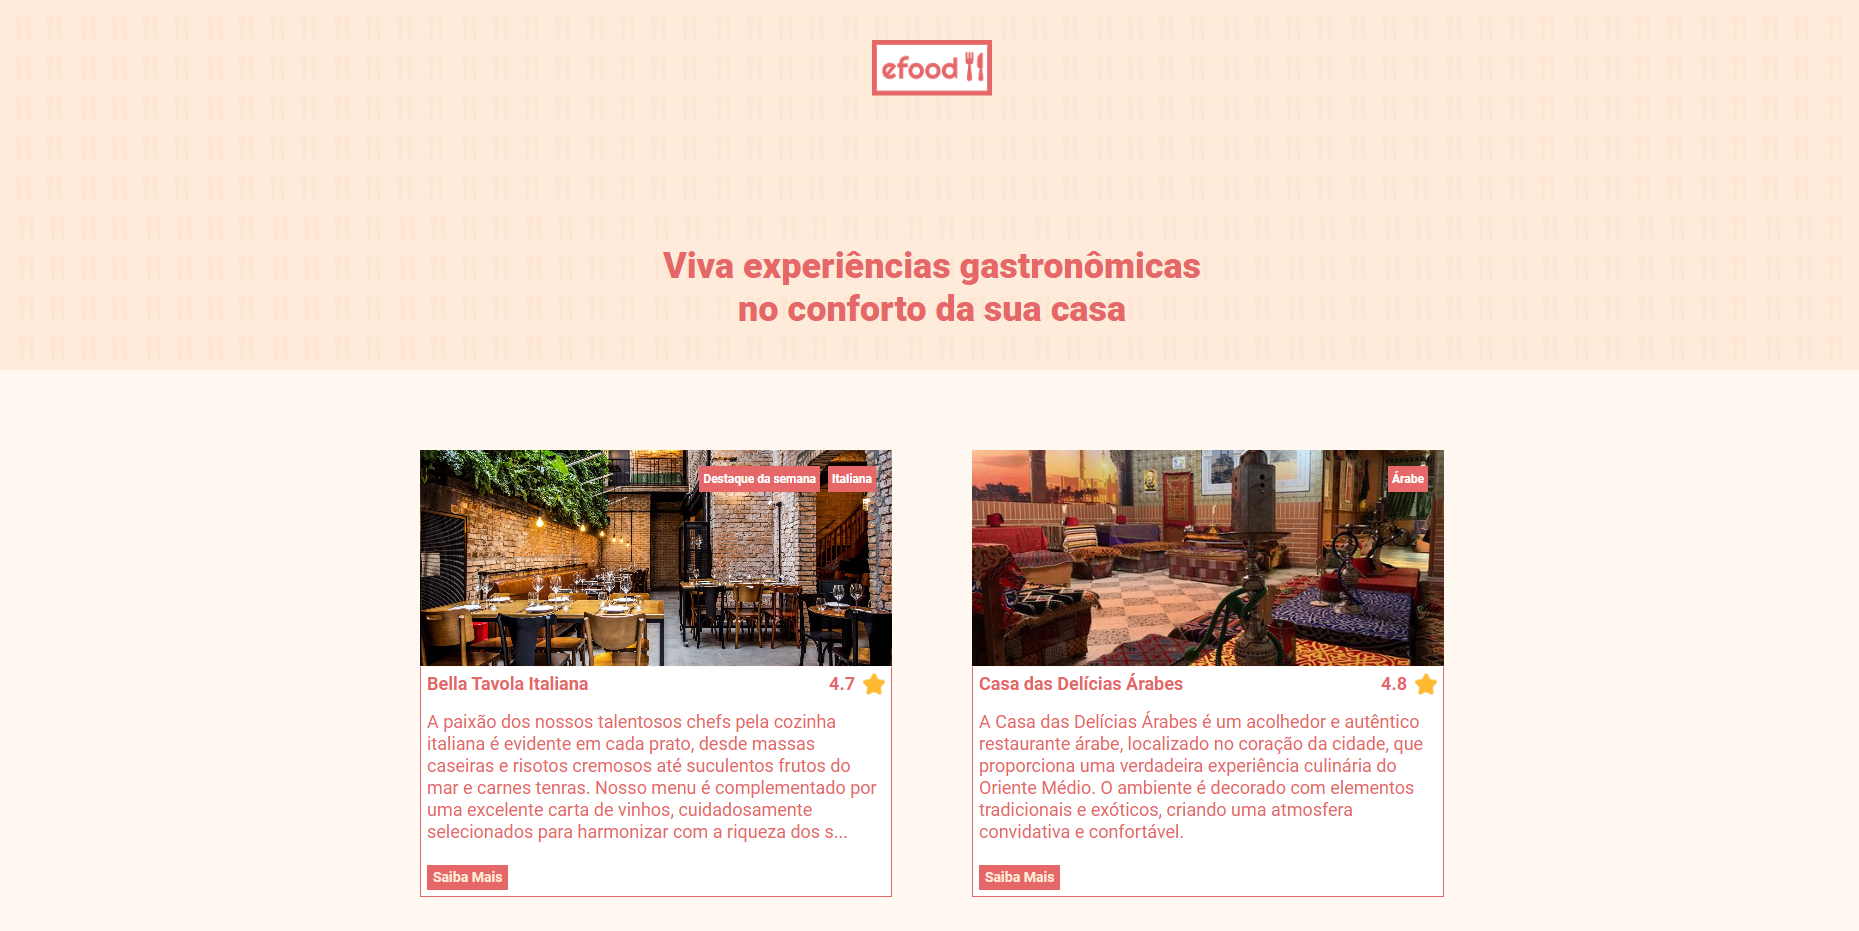 efood
Viva experiências gastronômicas
no conforto da sua casa
Destaque da semana
Italiana
Bella Tavola Italiana
4.7
A paixão dos nossos talentosos chefs pela cozinha
italiana é evidente em cada prato, desde massas
caseiras e risotos cremosos até suculentos frutos do
mar e carnes tenras. Nosso menu é complementado por
uma excelente carta de vinhos, cuidadosamente
selecionados para harmonizar com a riqueza dos s...
Saiba Mais
Árabe
Casa das Delícias Árabes
4.8
A Casa das Delícias Árabes é um acolhedor e autêntico
restaurante árabe, localizado no coração da cidade, que
proporciona uma verdadeira experiência culinária do
Oriente Médio. O ambiente é decorado com elementos
tradicionais e exóticos, criando uma atmosfera
convidativa e confortável.
Saiba Mais